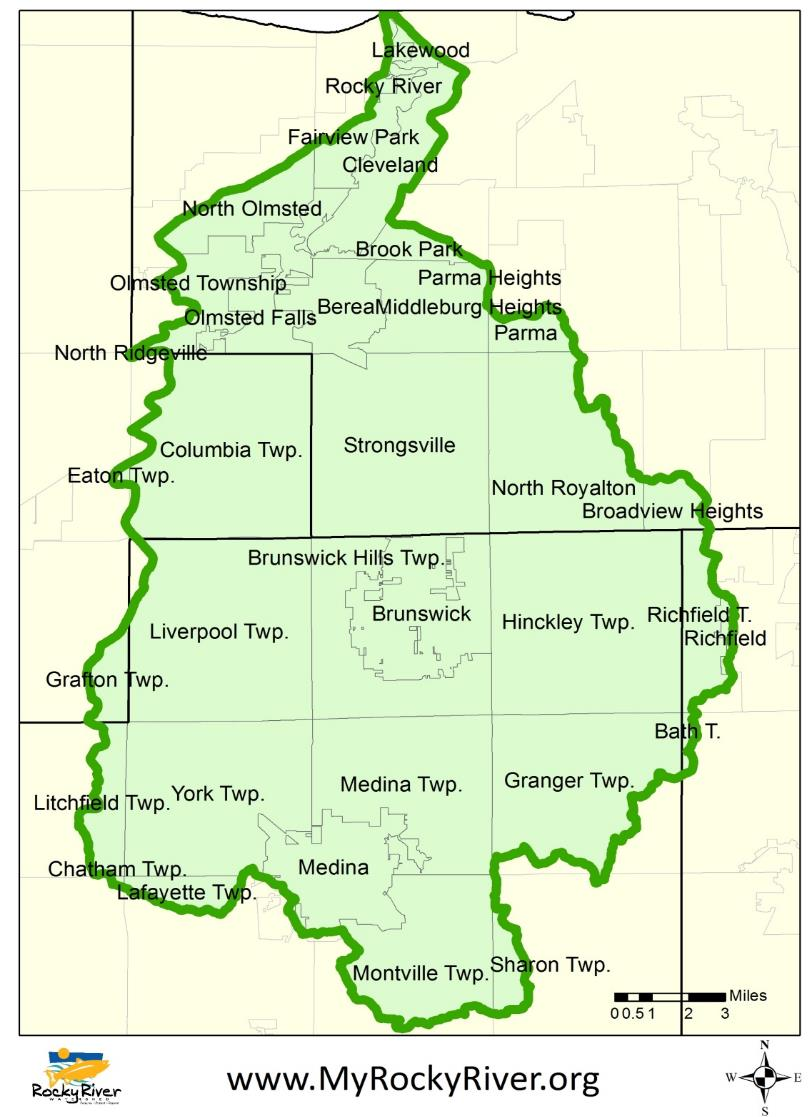 Lakewood
Rocky River
Fairview Park
Cleveland
North Olmsted
Brook Park
Parma Heights
Olmsted Township
Berea
Middleburg Heights
Olmsted Falls
Parma
North Ridgeville
Strongsville
Columbia Twp.
Eaton Twp.
North Royalton
Broadview Heights
Brunswick Hills Twp.
Brunswick
Richfield T.
Hinckley Twp.
Liverpool Twp.
Richfield
Grafton Twp.
Bath T.
Granger Twp.
Medina Twp.
York Twp.
Litchfield Twp.
Medina
Chatham Twp.
Lafayette Twp.
Sharon Twp.
Montville Twp.
Miles
0 0.5 1 2 3
Rocky River
WATERSHED
www.MyRockyRiver.org
N
W E
S